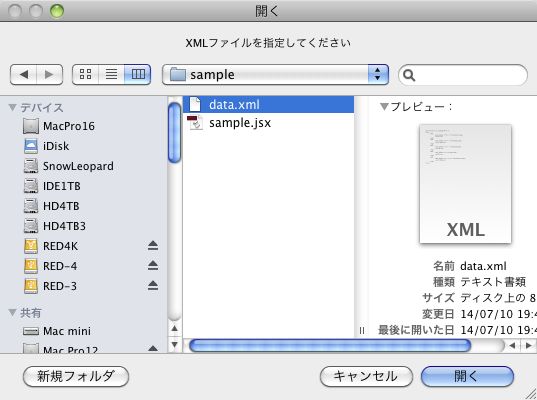 開く
XMLファイルを指定してください
sample
デバイス
MacPro16
iDisk
SnowLeopard
IDE1TB
HD4TB
HD4TB3
RED4K
RED-4
RED-3
共有
Mac mini
Mac Pro12
data.xml
sample.jsx
プレビュー：
XML
名前 data.xml
種類 テキスト書類
サイズ ディスク上の 8
変更日 14/07/10 19:4
最後に開いた日 14/07/10 19:4
新規フォルダ
キャンセル
開く